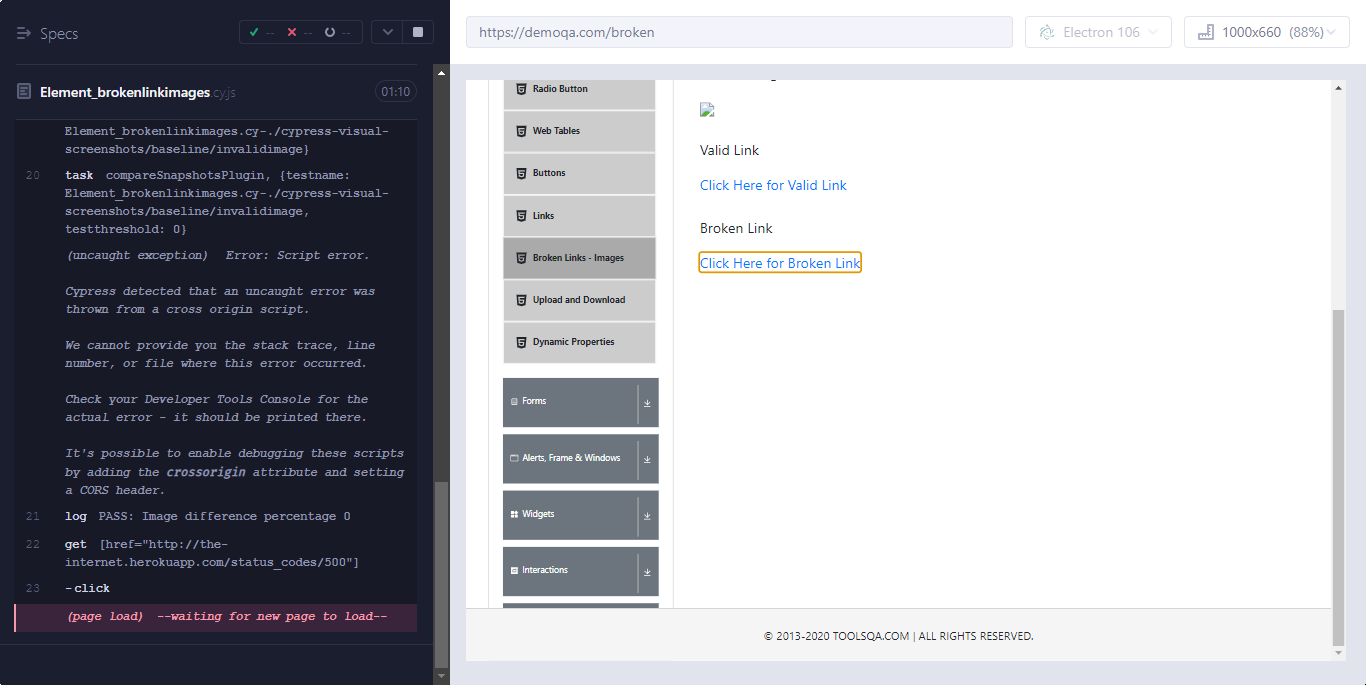 Specs
-- -- --
Element_brokenlinkimages.cy.js 01:10
Element_brokenlinkimages.cy-./cypress-visual-
screenshots/baseline/invalidimage}
20 task compareSnapshotsPlugin, {testname:
Element_brokenlinkimages.cy-./cypress-visual-
screenshots/baseline/invalidimage,
testthreshold: 0}
(uncaught exception) Error: Script error.
Cypress detected that an uncaught error was
thrown from a cross origin script.
We cannot provide you the stack trace, line
number, or file where this error occurred.
Check your Developer Tools Console for the
actual error - it should be printed there.
It's possible to enable debugging these scripts
by adding the crossorigin attribute and setting
a CORS header.
21 log PASS: Image difference percentage 0
22 get [href="http://the-
internet.herokuapp.com/status_codes/500"]
23 -click
(page load) --waiting for new page to load--
https://demoqa.com/broken
Electron 106
1000x660 (88%)
Radio Button
Web Tables
Buttons
Links
Broken Links - Images
Upload and Download
Dynamic Properties
Forms
Alerts, Frame & Windows
Widgets
Interactions
Valid Link
Click Here for Valid Link
Broken Link
Click Here for Broken Link
© 2013-2020 TOOLSQA.COM | ALL RIGHTS RESERVED.